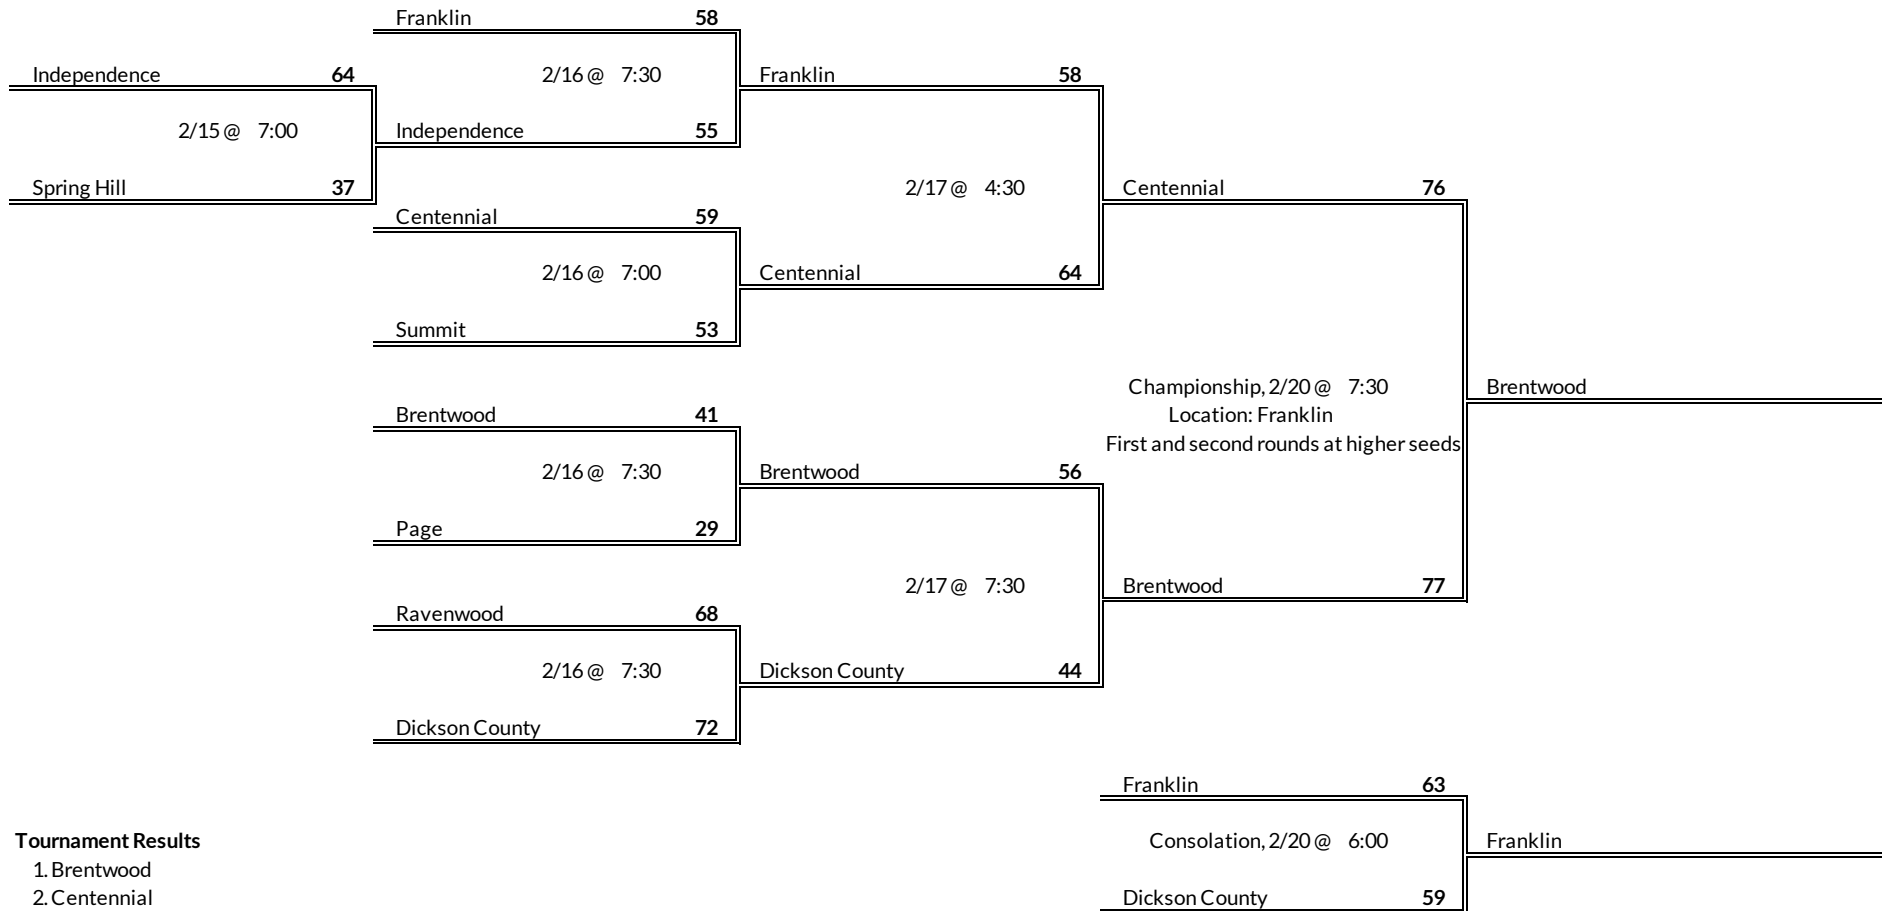 Franklin 58
Independence 64 2/16 @ 7:30 Franklin 58
2/15 @ 7:00 Independence 55
Spring Hill 37 2/17 @ 4:30 Centennial 76
Centennial 59
2/16 @ 7:00 Centennial 64
Summit 53
Championship, 2/20 @ 7:30 Brentwood
Brentwood 41 Location: Franklin
First and second rounds at higher seeds
2/16 @ 7:30 Brentwood 56
Page 29
2/17 @ 7:30 Brentwood 77
Ravenwood 68
2/16 @ 7:30 Dickson County 44
Dickson County 72
Franklin 63
Tournament Results Consolation, 2/20 @ 6:00 Franklin
1. Brentwood
2. Centennial Dickson County 59